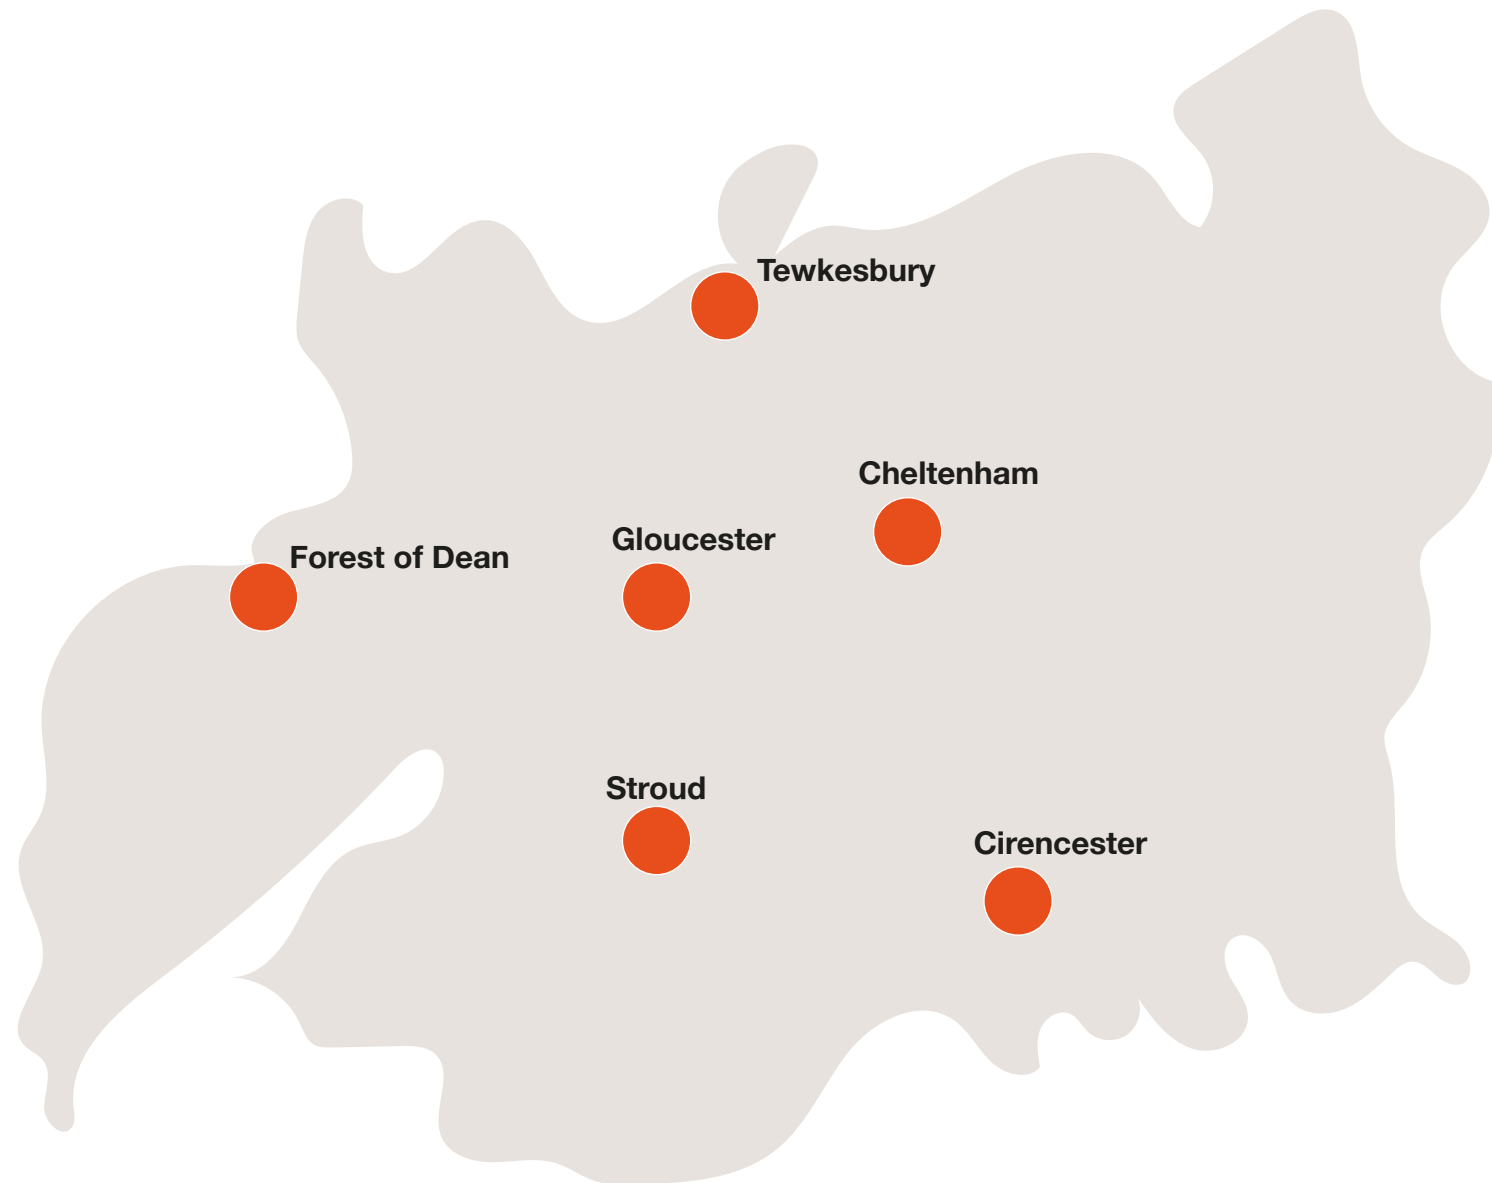 Tewkesbury
Cheltenham
Gloucester
Forest of Dean
Stroud
Cirencester